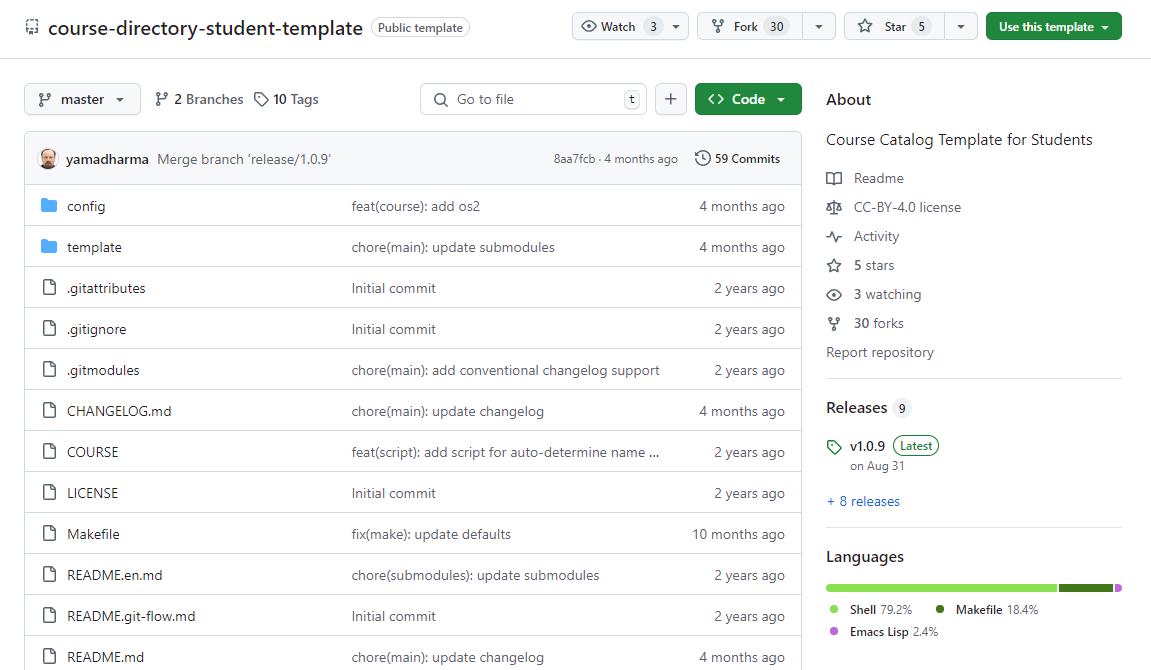 course-directory-student-template Public template Watch 3 Fork 30 Star 5 Use this template
master 2 Branches 10 Tags Go to file t + <> Code
yamadharma Merge branch 'release/1.0.9' 8aa7fcb · 4 months ago 59 Commits
config feat(course): add os2 4 months ago
template chore(main): update submodules 4 months ago
.gitattributes Initial commit 2 years ago
.gitignore Initial commit 2 years ago
.gitmodules chore(main): add conventional changelog support 2 years ago
CHANGELOG.md chore(main): update changelog 4 months ago
COURSE feat(script): add script for auto-determine name ... 2 years ago
LICENSE Initial commit 2 years ago
Makefile fix(make): update defaults 10 months ago
README.en.md chore(submodules): update submodules 2 years ago
README.git-flow.md Initial commit 2 years ago
README.md chore(main): update changelog 4 months ago
About
Course Catalog Template for Students
Readme
CC-BY-4.0 license
Activity
5 stars
3 watching
30 forks
Report repository
Releases 9
v1.0.9 Latest
on Aug 31
+ 8 releases
Languages
Shell 79.2% Makefile 18.4%
Emacs Lisp 2.4%